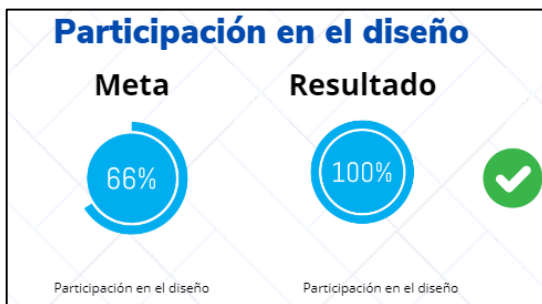 Participación en el diseño
Meta
Resultado
66%
100%
Participación en el diseño
Participación en el diseño